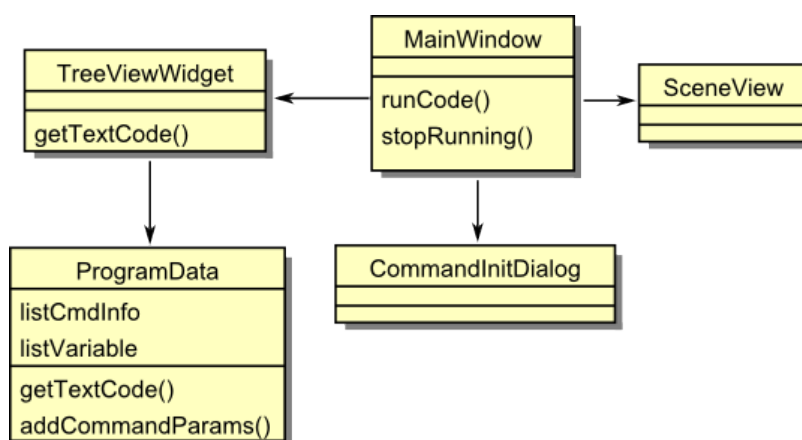 TreeViewWidget
getTextCode()
MainWindow
runCode()
stopRunning()
SceneView
ProgramData
listCmdInfo
listVariable
getTextCode()
addCommandParams()
CommandInitDialog